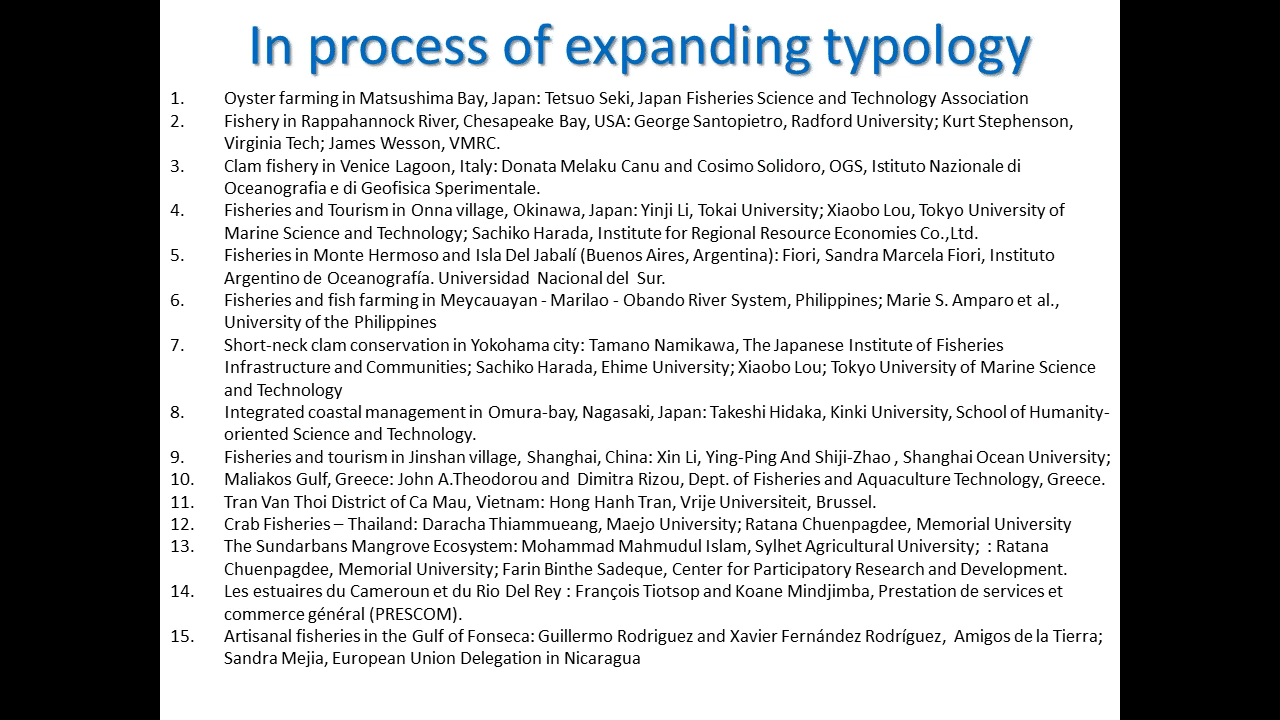 In process of expanding typology
1. Oyster farming in Matsushima Bay, Japan: Tetsuo Seki, Japan Fisheries Science and Technology Association
2. Fishery in Rappahannock River, Chesapeake Bay, USA: George Santopietro, Radford University; Kurt Stephenson,
Virginia Tech; James Wesson, VMRC.
3. Clam fishery in Venice Lagoon, Italy: Donata Melaku Canu and Cosimo Solidoro, OGS, Istituto Nazionale di
Oceanografia e di Geofisica Sperimentale.
4. Fisheries and Tourism in Onna village, Okinawa, Japan: Yinji Li, Tokai University; Xiaobo Lou, Tokyo University of
Marine Science and Technology; Sachiko Harada, Institute for Regional Resource Economies Co.,Ltd.
5. Fisheries in Monte Hermoso and Isla Del Jabalí (Buenos Aires, Argentina): Fiori, Sandra Marcela Fiori, Instituto
Argentino de Oceanografía. Universidad Nacional del Sur.
6. Fisheries and fish farming in Meycauayan - Marilao - Obando River System, Philippines; Marie S. Amparo et al.,
University of the Philippines
7. Short-neck clam conservation in Yokohama city: Tamano Namikawa, The Japanese Institute of Fisheries
Infrastructure and Communities; Sachiko Harada, Ehime University; Xiaobo Lou; Tokyo University of Marine Science
and Technology
8. Integrated coastal management in Omura-bay, Nagasaki, Japan: Takeshi Hidaka, Kinki University, School of Humanity-
oriented Science and Technology.
9. Fisheries and tourism in Jinshan village, Shanghai, China: Xin Li, Ying-Ping And Shiji-Zhao , Shanghai Ocean University;
10. Maliakos Gulf, Greece: John A.Theodorou and Dimitra Rizou, Dept. of Fisheries and Aquaculture Technology, Greece.
11. Tran Van Thoi District of Ca Mau, Vietnam: Hong Hanh Tran, Vrije Universiteit, Brussel.
12. Crab Fisheries – Thailand: Daracha Thiammueang, Maejo University; Ratana Chuenpagdee, Memorial University
13. The Sundarbans Mangrove Ecosystem: Mohammad Mahmudul Islam, Sylhet Agricultural University; : Ratana
Chuenpagdee, Memorial University; Farin Binthe Sadeque, Center for Participatory Research and Development.
14. Les estuaires du Cameroun et du Rio Del Rey : François Tiotsop and Koane Mindjimba, Prestation de services et
commerce général (PRESCOM).
15. Artisanal fisheries in the Gulf of Fonseca: Guillermo Rodriguez and Xavier Fernández Rodríguez, Amigos de la Tierra;
Sandra Mejia, European Union Delegation in Nicaragua